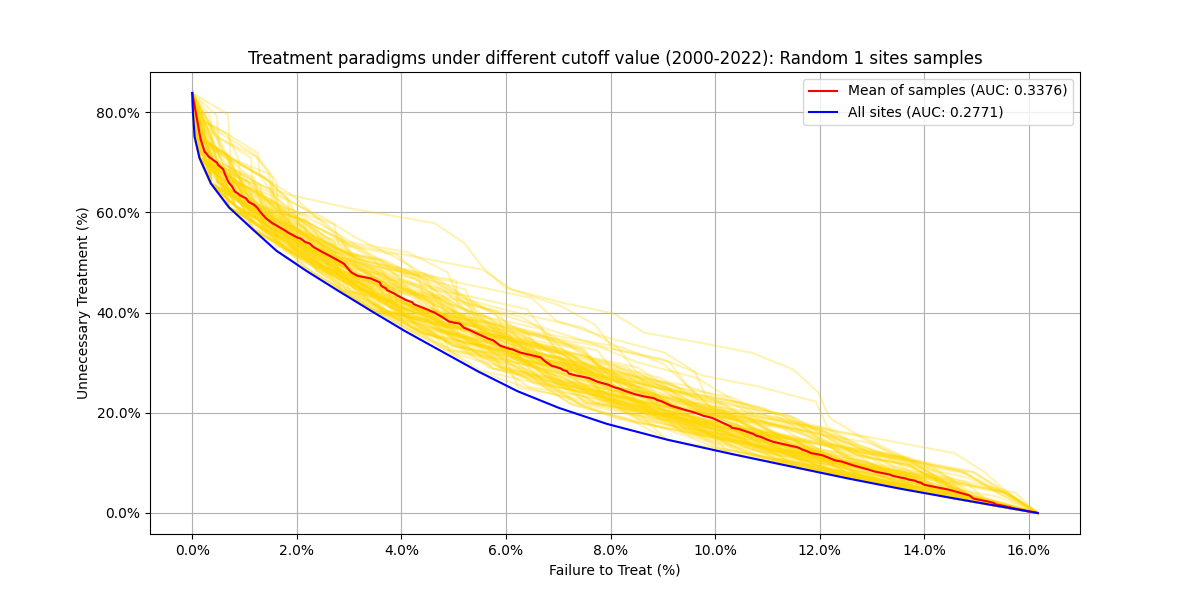 Treatment paradigms under different cutoff value (2000-2022): Random 1 sites samples
Mean of samples (AUC: 0.3376)
All sites (AUC: 0.2771)
Unnecessary Treatment (%)
80.0%
60.0%
40.0%
20.0%
0.0%
0.0% 2.0% 4.0% 6.0% 8.0% 10.0% 12.0% 14.0% 16.0%
Failure to Treat (%)